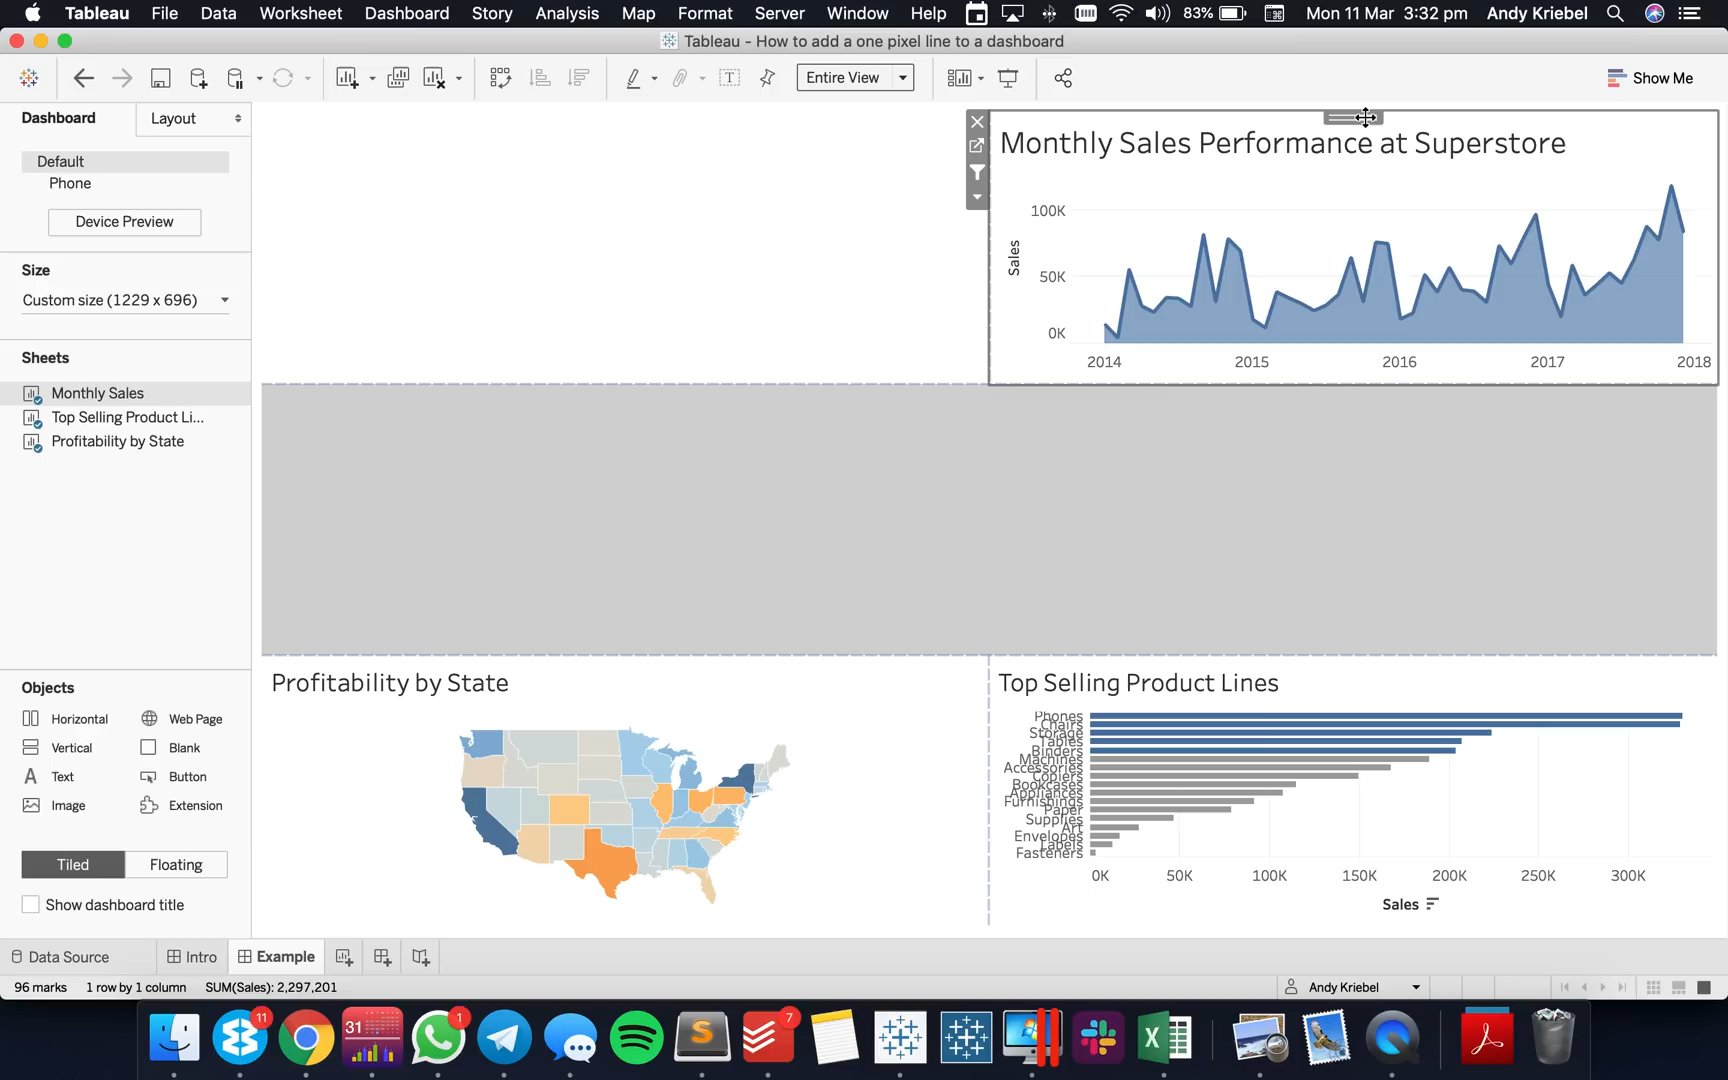 Tableau File Data Worksheet Dashboard Story Analysis Map Format Server Window Help 83% Mon 11 Mar 3:32 pm Andy Kriebel
Tableau - How to add a one pixel line to a dashboard
Entire View
Show Me
Dashboard Layout
Default
Phone
Device Preview
Size
Custom size (1229 x 696)
Sheets
Monthly Sales
Top Selling Product Li...
Profitability by State
Objects
Horizontal Web Page
Vertical Blank
Text Button
Image Extension
Tiled Floating
Show dashboard title
Monthly Sales Performance at Superstore
Sales
100K
50K
0K
2014 2015 2016 2017 2018
Profitability by State
Top Selling Product Lines
Phones
Chairs
Storage
Tables
Binders
Machines
Accessories
Copiers
Bookcases
Appliances
Furnishings
Paper
Supplies
Art
Envelopes
Labels
Fasteners
0K 50K 100K 150K 200K 250K 300K
Sales
Data Source Intro Example
96 marks 1 row by 1 column SUM(Sales): 2,297,201 Andy Kriebel
11 31 1 7